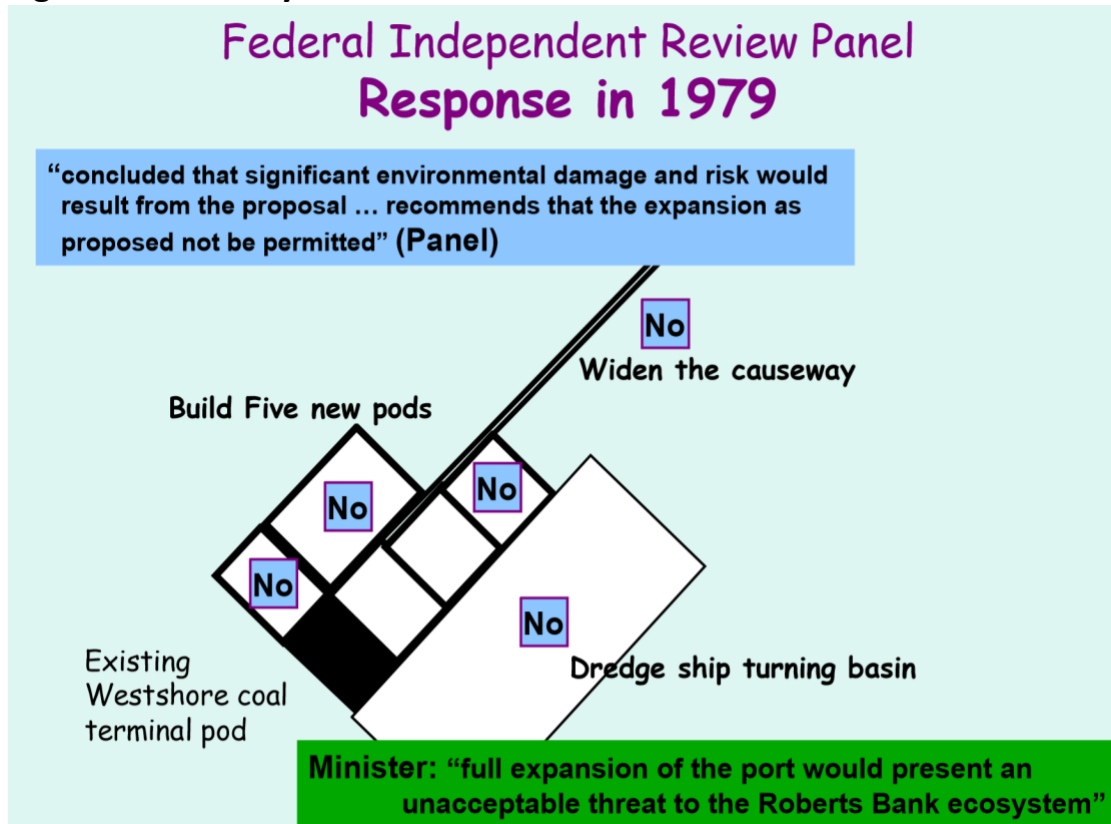 Federal Independent Review Panel
Response in 1979
“concluded that significant environmental damage and risk would
result from the proposal ... recommends that the expansion as
proposed not be permitted” (Panel)
No
Widen the causeway
Build Five new pods
No
No
No
No
Existing
Westshore coal
terminal pod
Dredge ship turning basin
Minister: “full expansion of the port would present an
unacceptable threat to the Roberts Bank ecosystem”